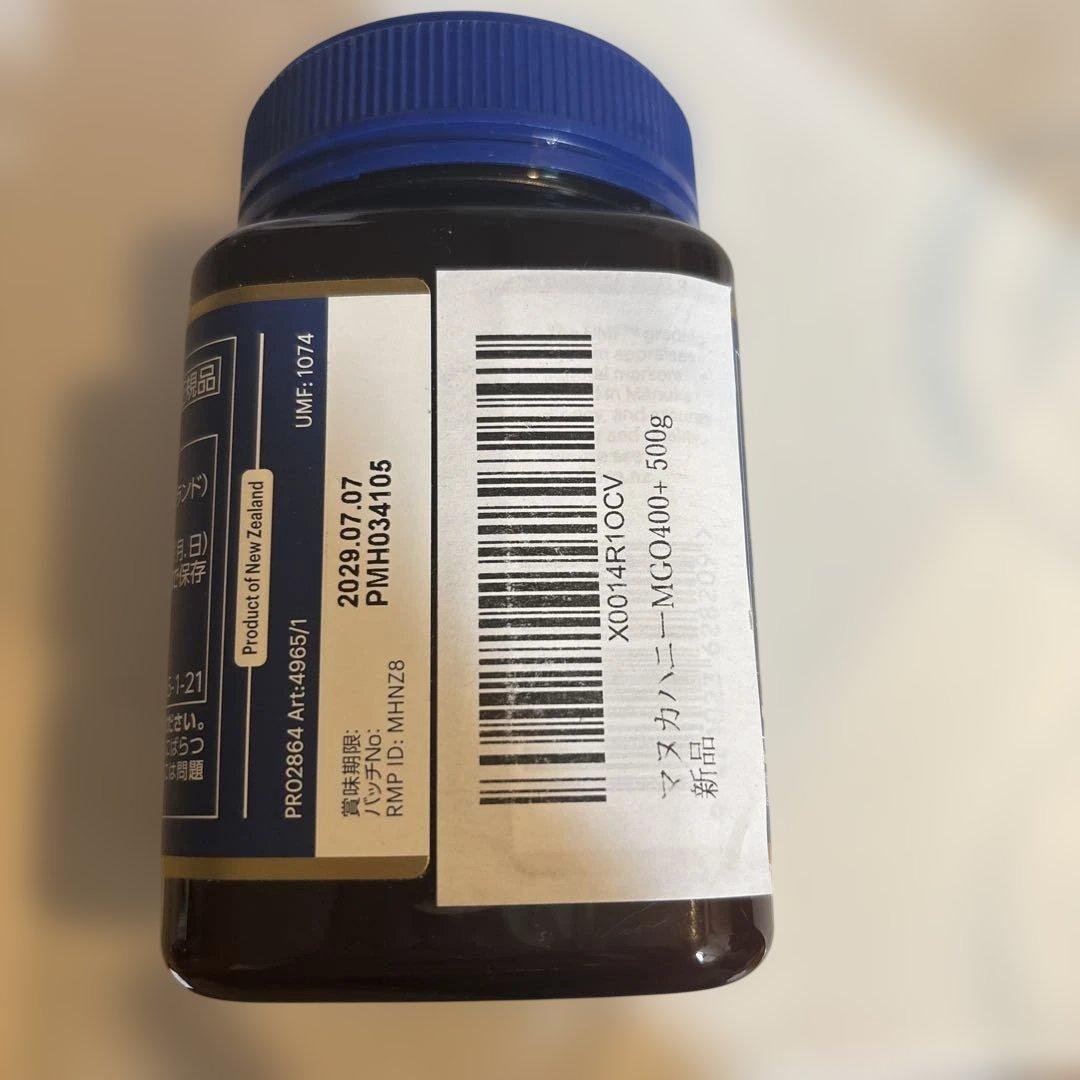 規品
ランド)
月.日)
で保存
-1-21
ださい。
ばらつ
は問題
Product of New Zealand
UMF: 1074
PRO2864 Art:4965/1
2029.07.07
PMH034105
賞味期限:
バッチNo:
RMP ID: MHNZ8
X0014R1OCV
マヌカハニーMGO400+ 500g
新品